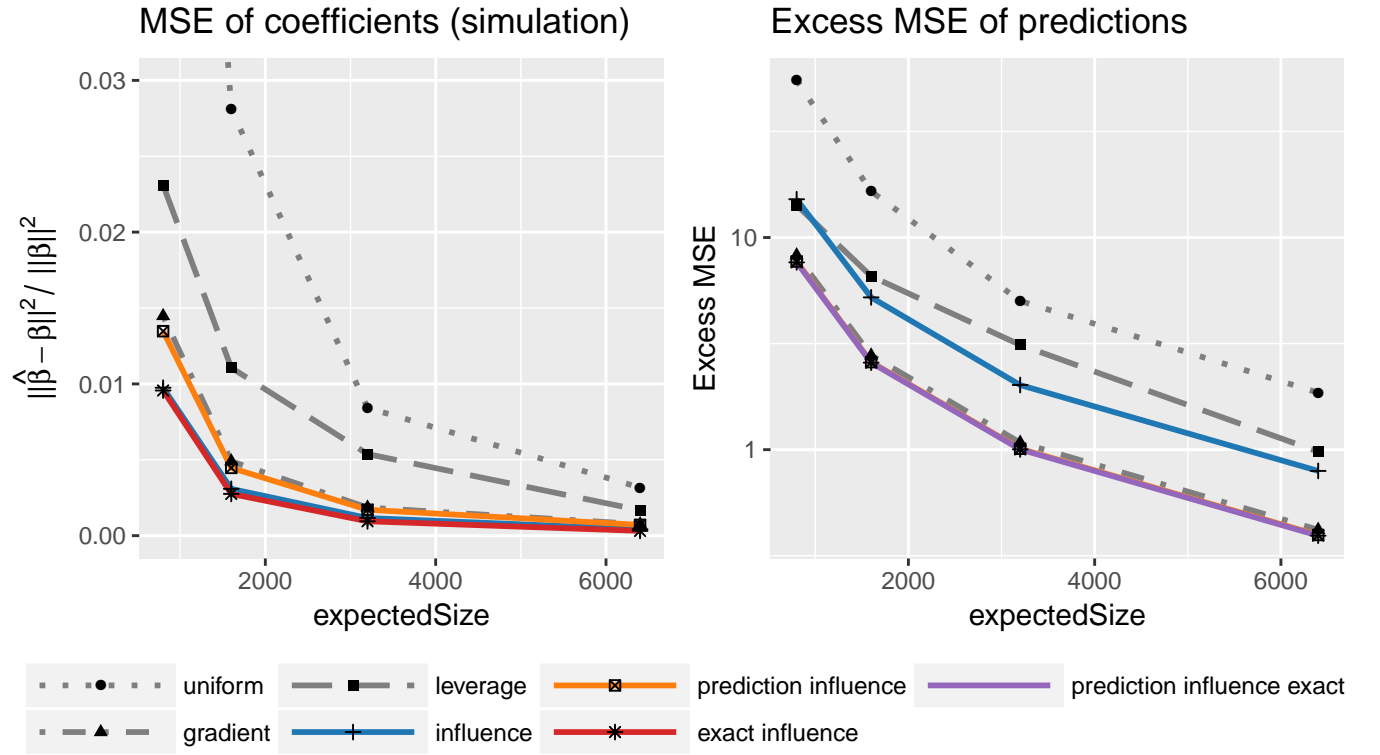 MSE of coefficients (simulation)
Excess MSE of predictions
||β̂ − β||² / ||β||²
0.03
0.02
0.01
0.00
2000
4000
6000
expectedSize
Excess MSE
10
1
2000
4000
6000
expectedSize
uniform
leverage
prediction influence
prediction influence exact
gradient
influence
exact influence